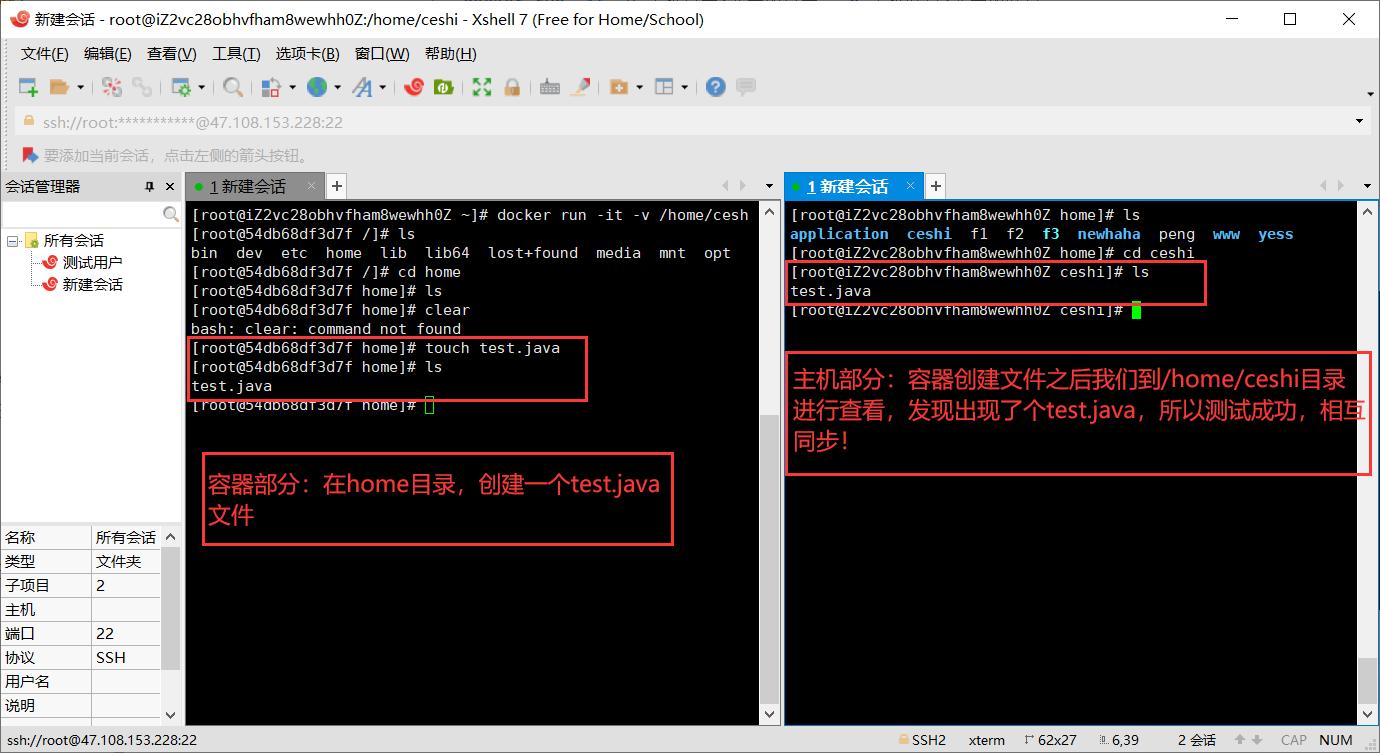 新建会话 - root@iZ2vc28obhvfham8wewhh0Z:/home/ceshi - Xshell 7 (Free for Home/School)
文件(F) 编辑(E) 查看(V) 工具(T) 选项卡(B) 窗口(W) 帮助(H)
ssh://root:***********@47.108.153.228:22
要添加当前会话，点击左侧的箭头按钮。
会话管理器
所有会话
测试用户
新建会话
名称 所有会话
类型 文件夹
子项目 2
主机
端口 22
协议 SSH
用户名
说明
1 新建会话
[root@iZ2vc28obhvfham8wewhh0Z ~]# docker run -it -v /home/cesh
[root@54db68df3d7f /]# ls
bin dev etc home lib lib64 lost+found media mnt opt
[root@54db68df3d7f /]# cd home
[root@54db68df3d7f home]# ls
[root@54db68df3d7f home]# clear
bash: clear: command not found
[root@54db68df3d7f home]# touch test.java
[root@54db68df3d7f home]# ls
test.java
[root@54db68df3d7f home]#
容器部分：在home目录，创建一个test.java
文件
1 新建会话
[root@iZ2vc28obhvfham8wewhh0Z home]# ls
application ceshi f1 f2 f3 newhaha peng www yess
[root@iZ2vc28obhvfham8wewhh0Z home]# cd ceshi
[root@iZ2vc28obhvfham8wewhh0Z ceshi]# ls
test.java
[root@iZ2vc28obhvfham8wewhh0Z ceshi]#
主机部分：容器创建文件之后我们到/home/ceshi目录
进行查看，发现出现了个test.java，所以测试成功，相互
同步！
ssh://root@47.108.153.228:22 SSH2 xterm 62x27 6,39 2 会话 CAP NUM